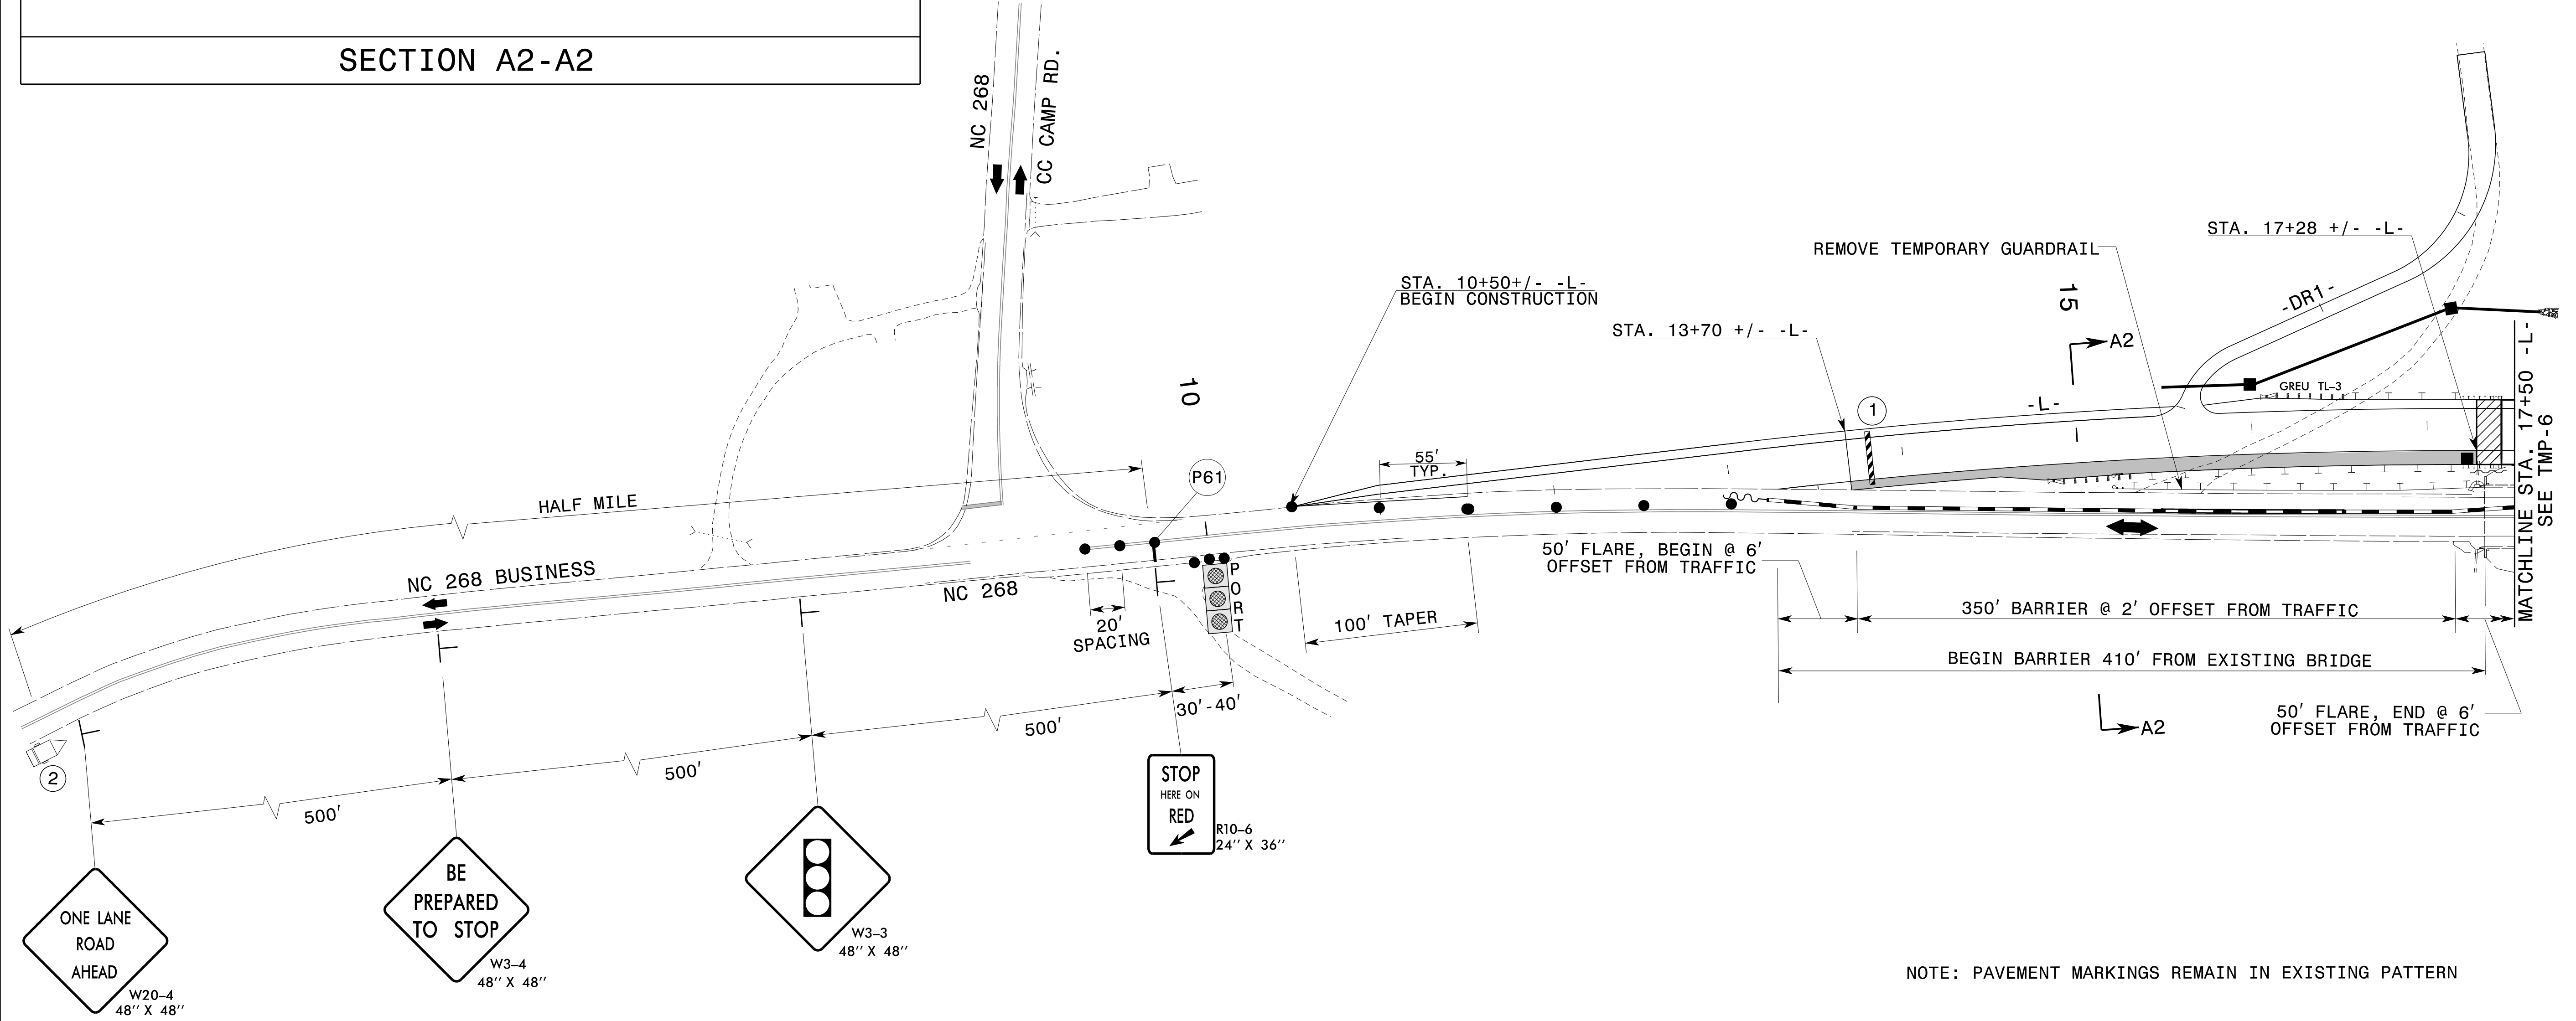 SECTION A2-A2
NC 268
CC CAMP RD.
STA. 17+28 +/- -L-
REMOVE TEMPORARY GUARDRAIL
STA. 10+50+/- -L-
BEGIN CONSTRUCTION
15
-DR1-
STA. 13+70 +/- -L-
A2
10
GREU TL-3
1
-L-
MATCHLINE STA. 17+50 -L-
SEE TMP-6
55'
TYP.
P61
HALF MILE
NC 268 BUSINESS
NC 268
P
O
R
T
50' FLARE, BEGIN @ 6'
OFFSET FROM TRAFFIC
350' BARRIER @ 2' OFFSET FROM TRAFFIC
20'
SPACING
100' TAPER
BEGIN BARRIER 410' FROM EXISTING BRIDGE
30'-40'
500'
50' FLARE, END @ 6'
OFFSET FROM TRAFFIC
A2
500'
2
500'
STOP
HERE ON
RED
R10-6
24" X 36"
BE
PREPARED
TO STOP
W3-3
48" X 48"
ONE LANE
ROAD
AHEAD
W3-4
48" X 48"
NOTE: PAVEMENT MARKINGS REMAIN IN EXISTING PATTERN
W20-4
48" X 48"